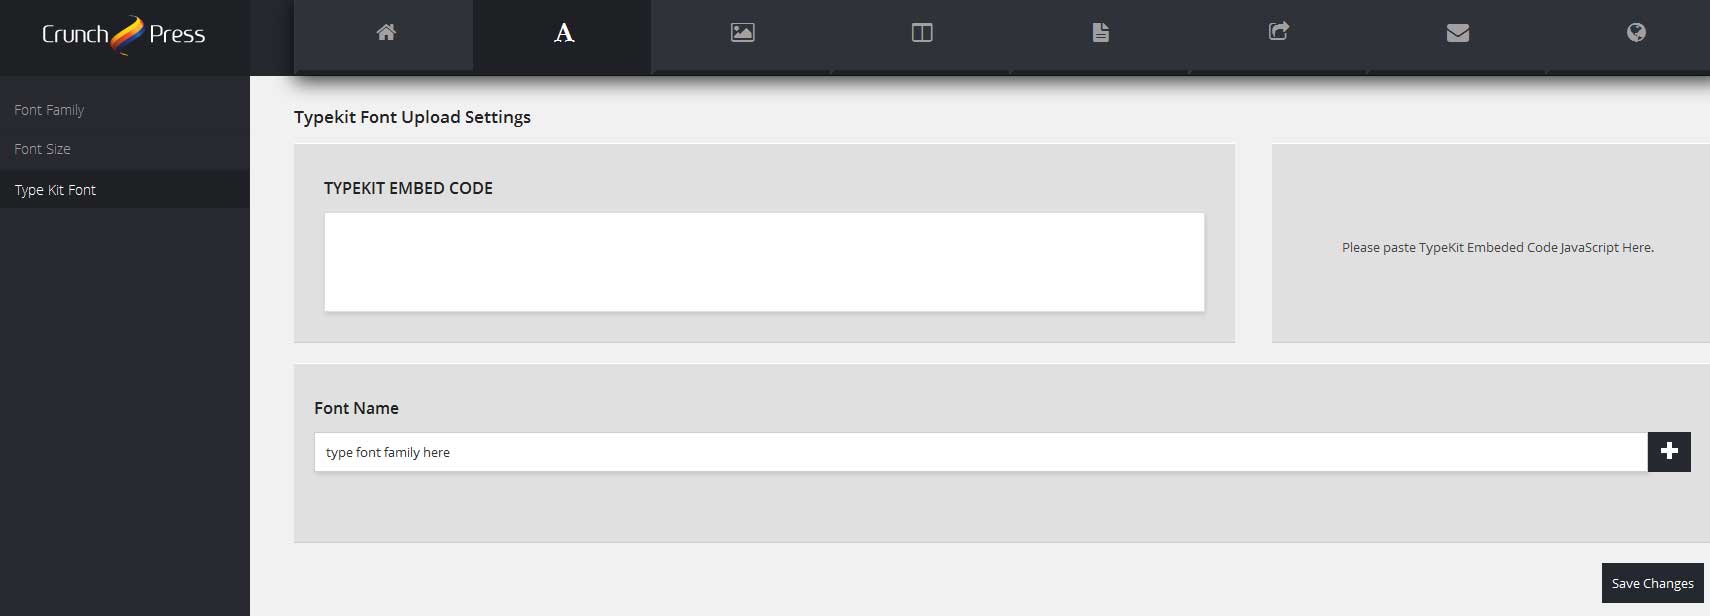 Crunch Press
Font Family
Font Size
Type Kit Font
Typekit Font Upload Settings
TYPEKIT EMBED CODE
Please paste TypeKit Embeded Code JavaScript Here.
Font Name
type font family here
Save Changes